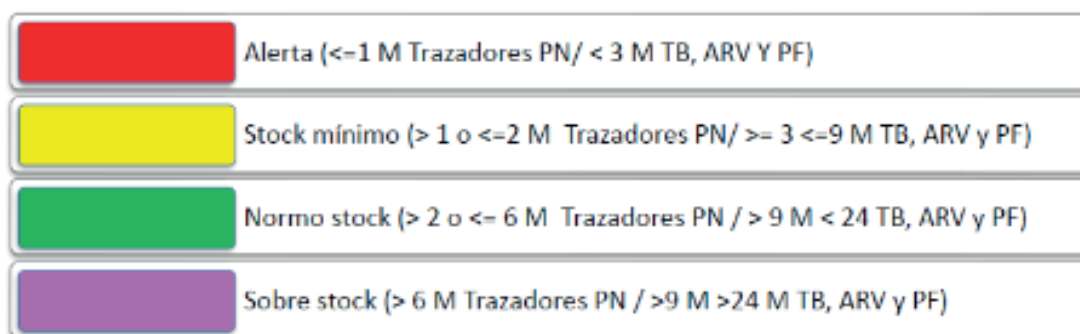 Alerta (<=1 M Trazadores PN/ < 3 M TB, ARV Y PF)
Stock mínimo (> 1 o <=2 M Trazadores PN/ >= 3 <=9 M TB, ARV y PF)
Normo stock (> 2 o <= 6 M Trazadores PN / > 9 M < 24 TB, ARV y PF)
Sobre stock (> 6 M Trazadores PN / >9 M >24 M TB, ARV y PF)